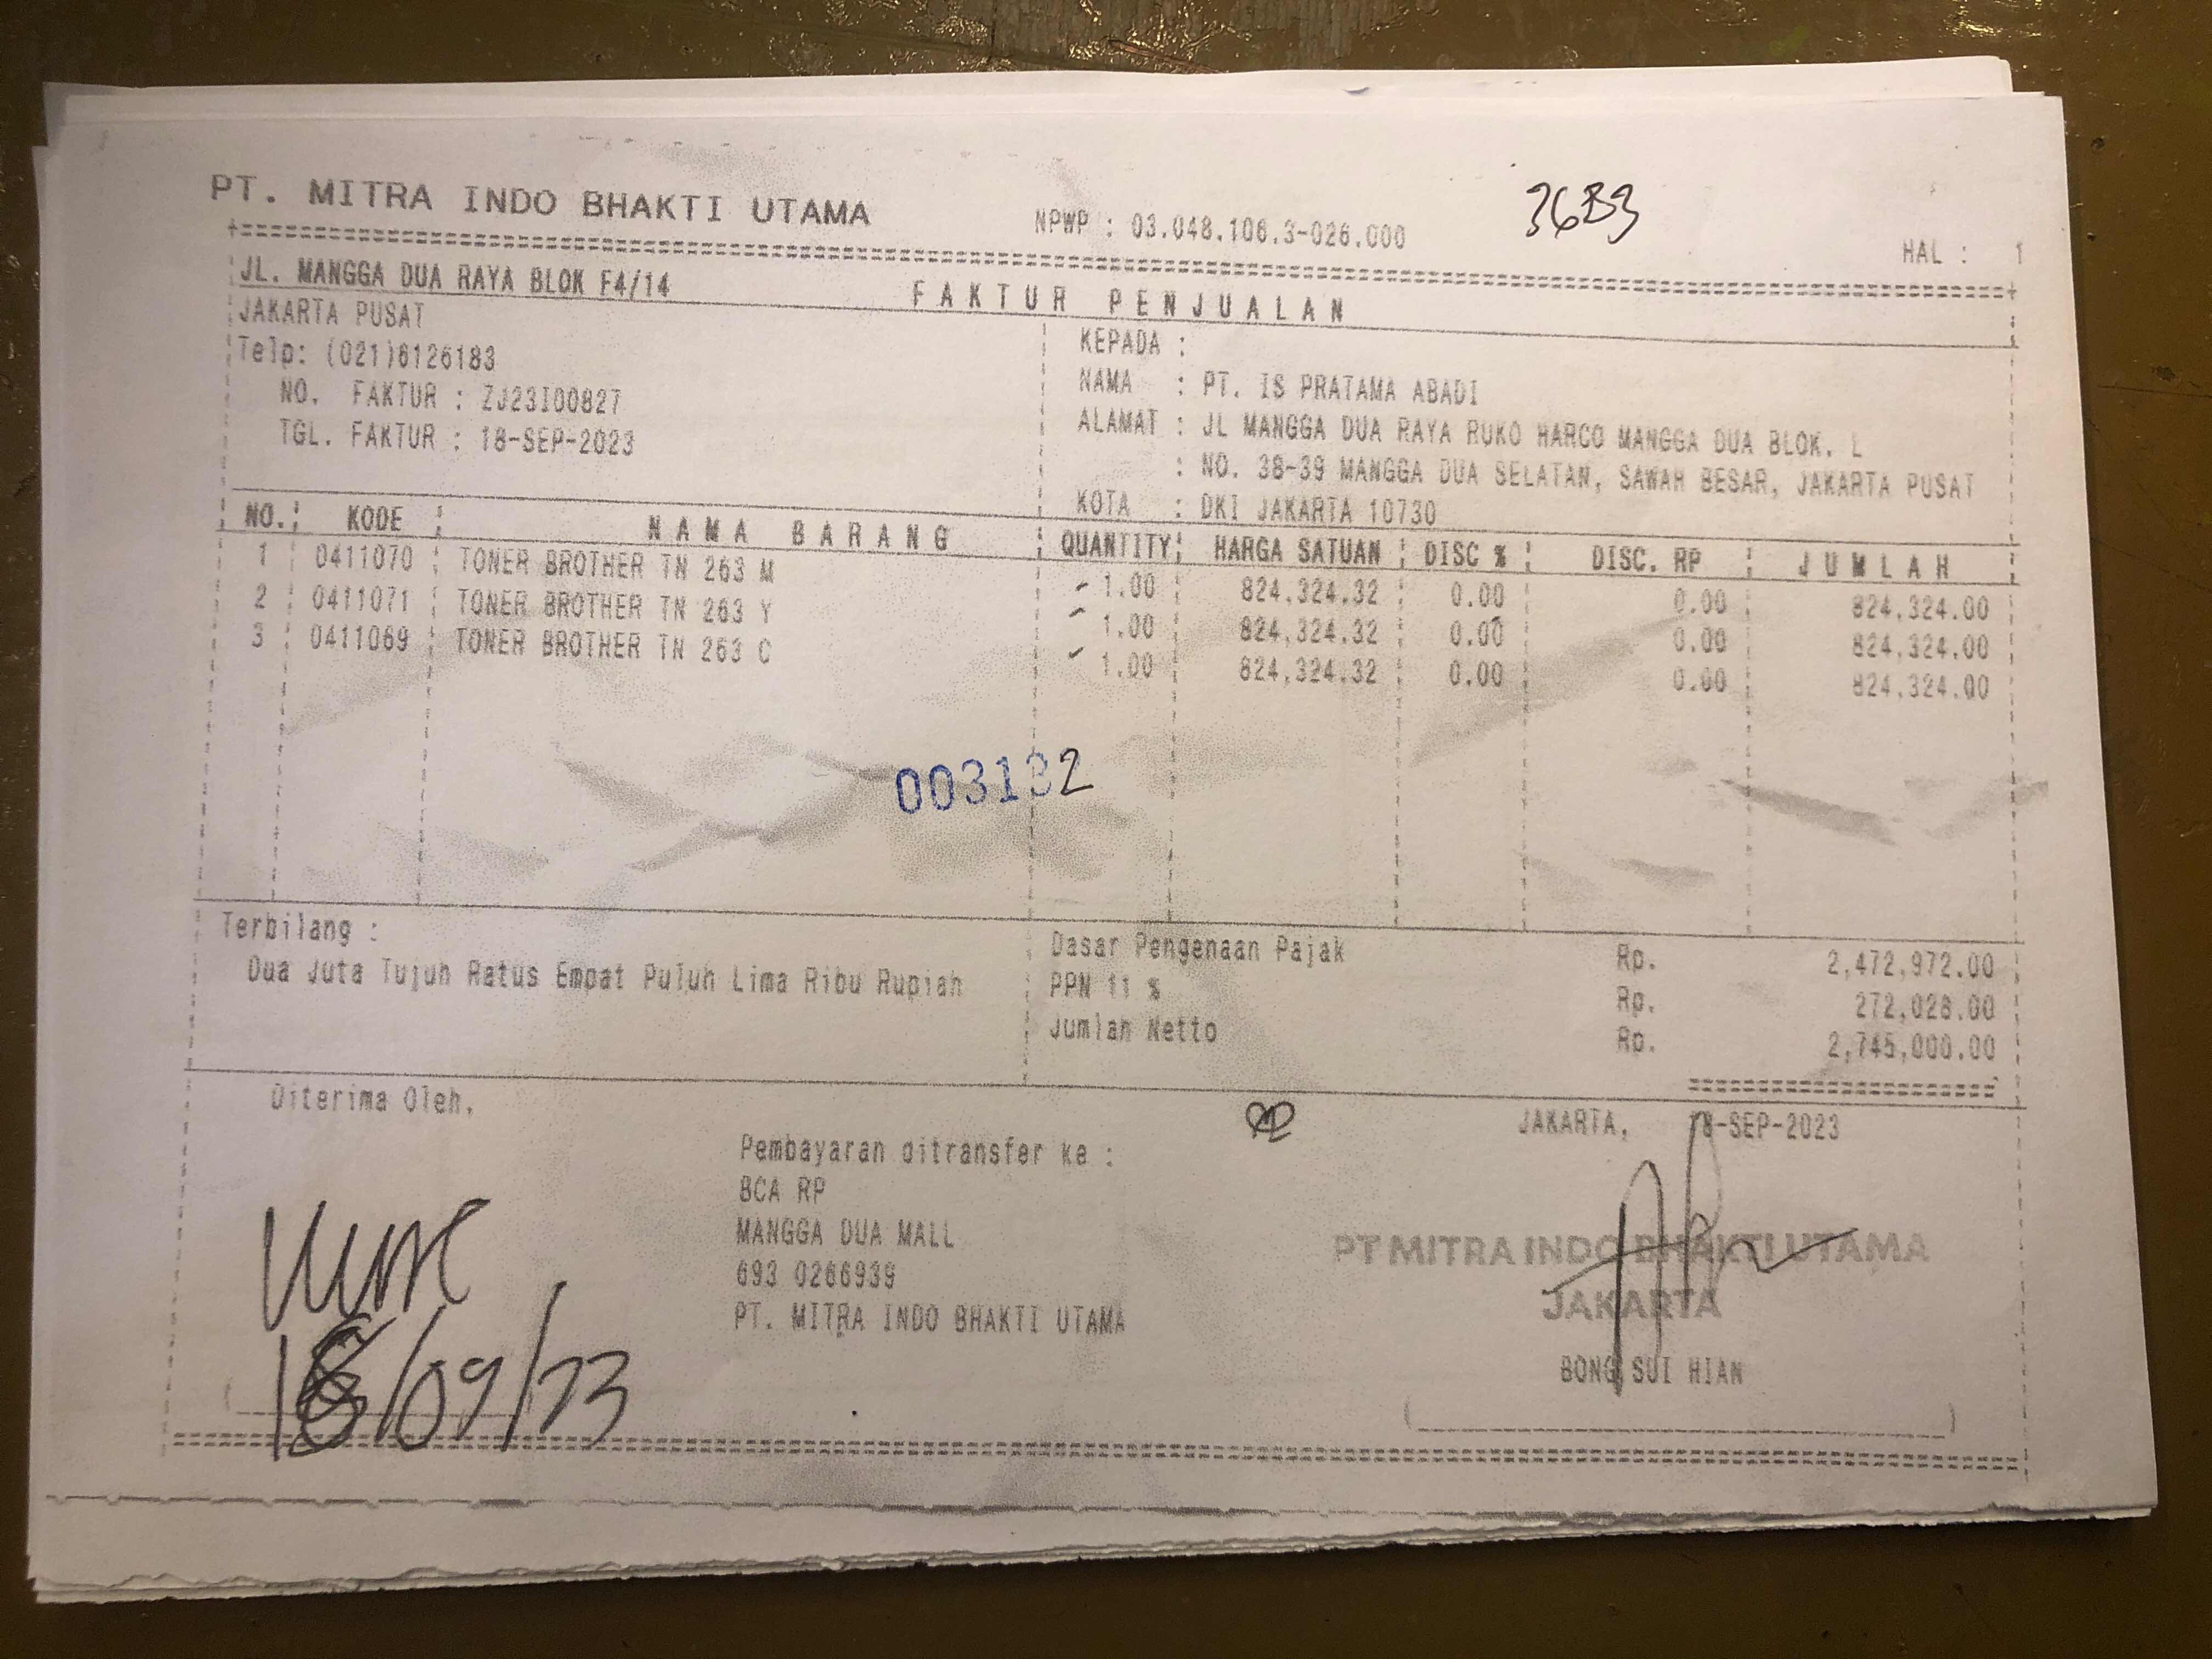 PT. MITRA INDO BHAKTI UTAMA
NPWP : 03.048.106.3-026.000
36B3
HAL : 1
JL. MANGGA DUA RAYA BLOK F4/14
FAKTUR PENJUALAN
JAKARTA PUSAT
Telp: (021)6126183
NO. FAKTUR : ZJ23I00827
TGL. FAKTUR : 18-SEP-2023
KEPADA :
NAMA : PT. IS PRATAMA ABADI
ALAMAT : JL MANGGA DUA RAYA RUKO HARCO MANGGA DUA BLOK. L
: NO. 38-39 MANGGA DUA SELATAN, SAWAH BESAR, JAKARTA PUSAT
KOTA : DKI JAKARTA 10730
NO. KODE NAMA BARANG QUANTITY HARGA SATUAN DISC % DISC. RP JUMLAH
1 0411070 TONER BROTHER TN 263 M 1.00 824,324.32 0.00 0.00 824,324.00
2 0411071 TONER BROTHER TN 263 Y 1.00 824,324.32 0.00 0.00 824,324.00
3 0411069 TONER BROTHER TN 263 C 1.00 824,324.32 0.00 0.00 824,324.00
003132
Terbilang :
Dua Juta Tujuh Ratus Empat Puluh Lima Ribu Rupiah
Dasar Pengenaan Pajak Rp. 2,472,972.00
PPN 11 % Rp. 272,028.00
Jumlah Netto Rp. 2,745,000.00
Diterima Oleh,
JAKARTA, 18-SEP-2023
Pembayaran ditransfer ke :
BCA RP
MANGGA DUA MALL
693 0266939
PT. MITRA INDO BHAKTI UTAMA
18/09/23
PT MITRA INDO BHAKTI UTAMA
JAKARTA
BONG SUI HIAN